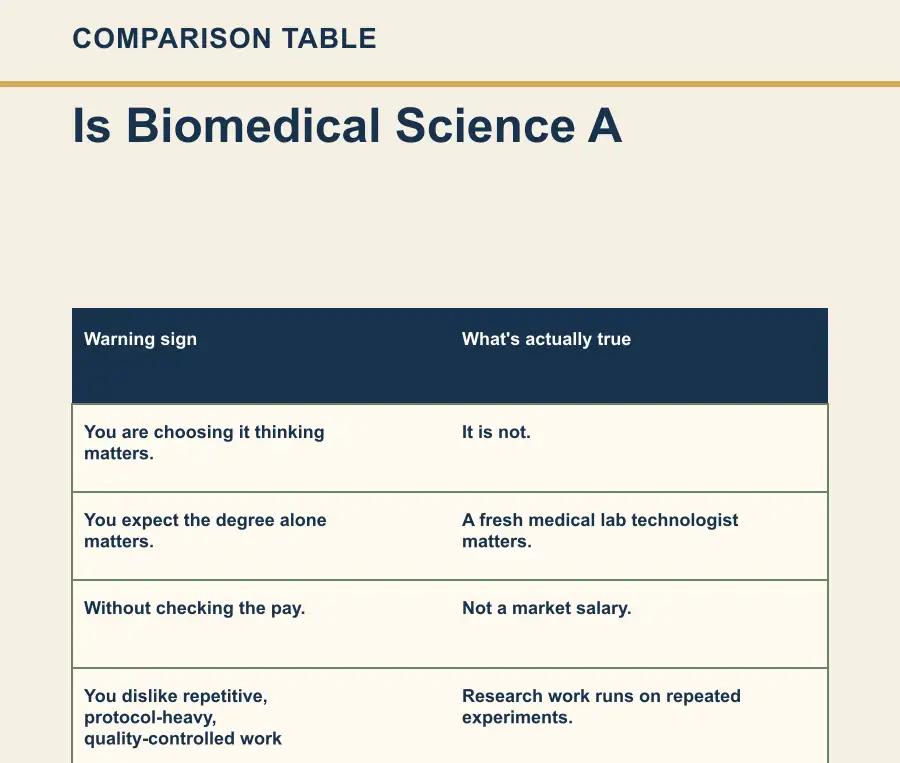 COMPARISON TABLE
Is Biomedical Science A
Warning sign
What's actually true
You are choosing it thinking
matters.
It is not.
You expect the degree alone
matters.
A fresh medical lab technologist
matters.
Without checking the pay.
Not a market salary.
You dislike repetitive,
protocol-heavy,
quality-controlled work
Research work runs on repeated
experiments.